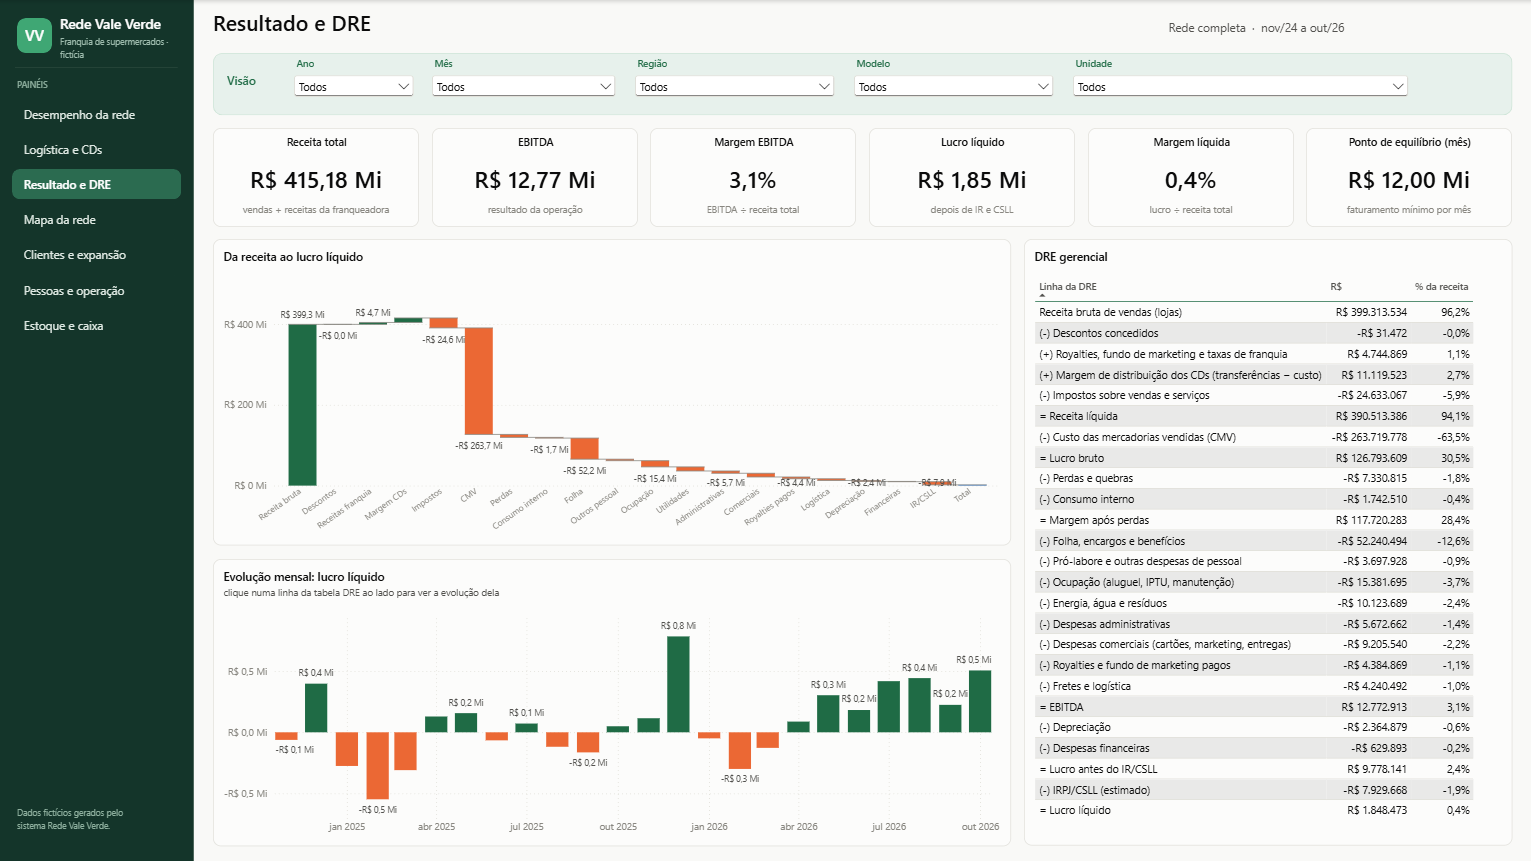 VV
Rede Vale Verde
Franquia de supermercados · fictícia
PAINÉIS
Desempenho da rede
Logística e CDs
Resultado e DRE
Mapa da rede
Clientes e expansão
Pessoas e operação
Estoque e caixa
Dados fictícios gerados pelo
sistema Rede Vale Verde.
Resultado e DRE
Rede completa · nov/24 a out/26
Visão
Ano
Todos
Mês
Todos
Região
Todos
Modelo
Todos
Unidade
Todos
Receita total
R$ 415,18 Mi
vendas + receitas da franqueadora
EBITDA
R$ 12,77 Mi
resultado da operação
Margem EBITDA
3,1%
EBITDA ÷ receita total
Lucro líquido
R$ 1,85 Mi
depois de IR e CSLL
Margem líquida
0,4%
lucro ÷ receita total
Ponto de equilíbrio (mês)
R$ 12,00 Mi
faturamento mínimo por mês
Da receita ao lucro líquido
R$ 400 Mi
R$ 200 Mi
R$ 0 Mi
R$ 399,3 Mi
-R$ 0,0 Mi
R$ 4,7 Mi
-R$ 24,6 Mi
-R$ 263,7 Mi
-R$ 1,7 Mi
-R$ 52,2 Mi
-R$ 15,4 Mi
-R$ 5,7 Mi
-R$ 4,4 Mi
-R$ 2,4 Mi
-R$ 7,9 Mi
Receita bruta
Descontos
Receitas franquia
Margem CDs
Impostos
CMV
Perdas
Consumo interno
Folha
Outros pessoal
Ocupação
Utilidades
Administrativas
Comerciais
Royalties pagos
Logística
Depreciação
Financeiras
IR/CSLL
Total
Evolução mensal: lucro líquido
clique numa linha da tabela DRE ao lado para ver a evolução dela
R$ 0,5 Mi
R$ 0,0 Mi
-R$ 0,5 Mi
-R$ 0,1 Mi
R$ 0,4 Mi
-R$ 0,5 Mi
R$ 0,2 Mi
R$ 0,1 Mi
-R$ 0,2 Mi
R$ 0,8 Mi
-R$ 0,3 Mi
R$ 0,3 Mi
R$ 0,2 Mi
R$ 0,4 Mi
R$ 0,2 Mi
R$ 0,5 Mi
jan 2025
abr 2025
jul 2025
out 2025
jan 2026
abr 2026
jul 2026
out 2026
DRE gerencial
Linha da DRE R$ % da receita
Receita bruta de vendas (lojas) R$ 399.313.534 96,2%
(-) Descontos concedidos -R$ 31.472 -0,0%
(+) Royalties, fundo de marketing e taxas de franquia R$ 4.744.869 1,1%
(+) Margem de distribuição dos CDs (transferências − custo) R$ 11.119.523 2,7%
(-) Impostos sobre vendas e serviços -R$ 24.633.067 -5,9%
= Receita líquida R$ 390.513.386 94,1%
(-) Custo das mercadorias vendidas (CMV) -R$ 263.719.778 -63,5%
= Lucro bruto R$ 126.793.609 30,5%
(-) Perdas e quebras -R$ 7.330.815 -1,8%
(-) Consumo interno -R$ 1.742.510 -0,4%
= Margem após perdas R$ 117.720.283 28,4%
(-) Folha, encargos e benefícios -R$ 52.240.494 -12,6%
(-) Pró-labore e outras despesas de pessoal -R$ 3.697.928 -0,9%
(-) Ocupação (aluguel, IPTU, manutenção) -R$ 15.381.695 -3,7%
(-) Energia, água e resíduos -R$ 10.123.689 -2,4%
(-) Despesas administrativas -R$ 5.672.662 -1,4%
(-) Despesas comerciais (cartões, marketing, entregas) -R$ 9.205.540 -2,2%
(-) Royalties e fundo de marketing pagos -R$ 4.384.869 -1,1%
(-) Fretes e logística -R$ 4.240.492 -1,0%
= EBITDA R$ 12.772.913 3,1%
(-) Depreciação -R$ 2.364.879 -0,6%
(-) Despesas financeiras -R$ 629.893 -0,2%
= Lucro antes do IR/CSLL R$ 9.778.141 2,4%
(-) IRPJ/CSLL (estimado) -R$ 7.929.668 -1,9%
= Lucro líquido R$ 1.848.473 0,4%